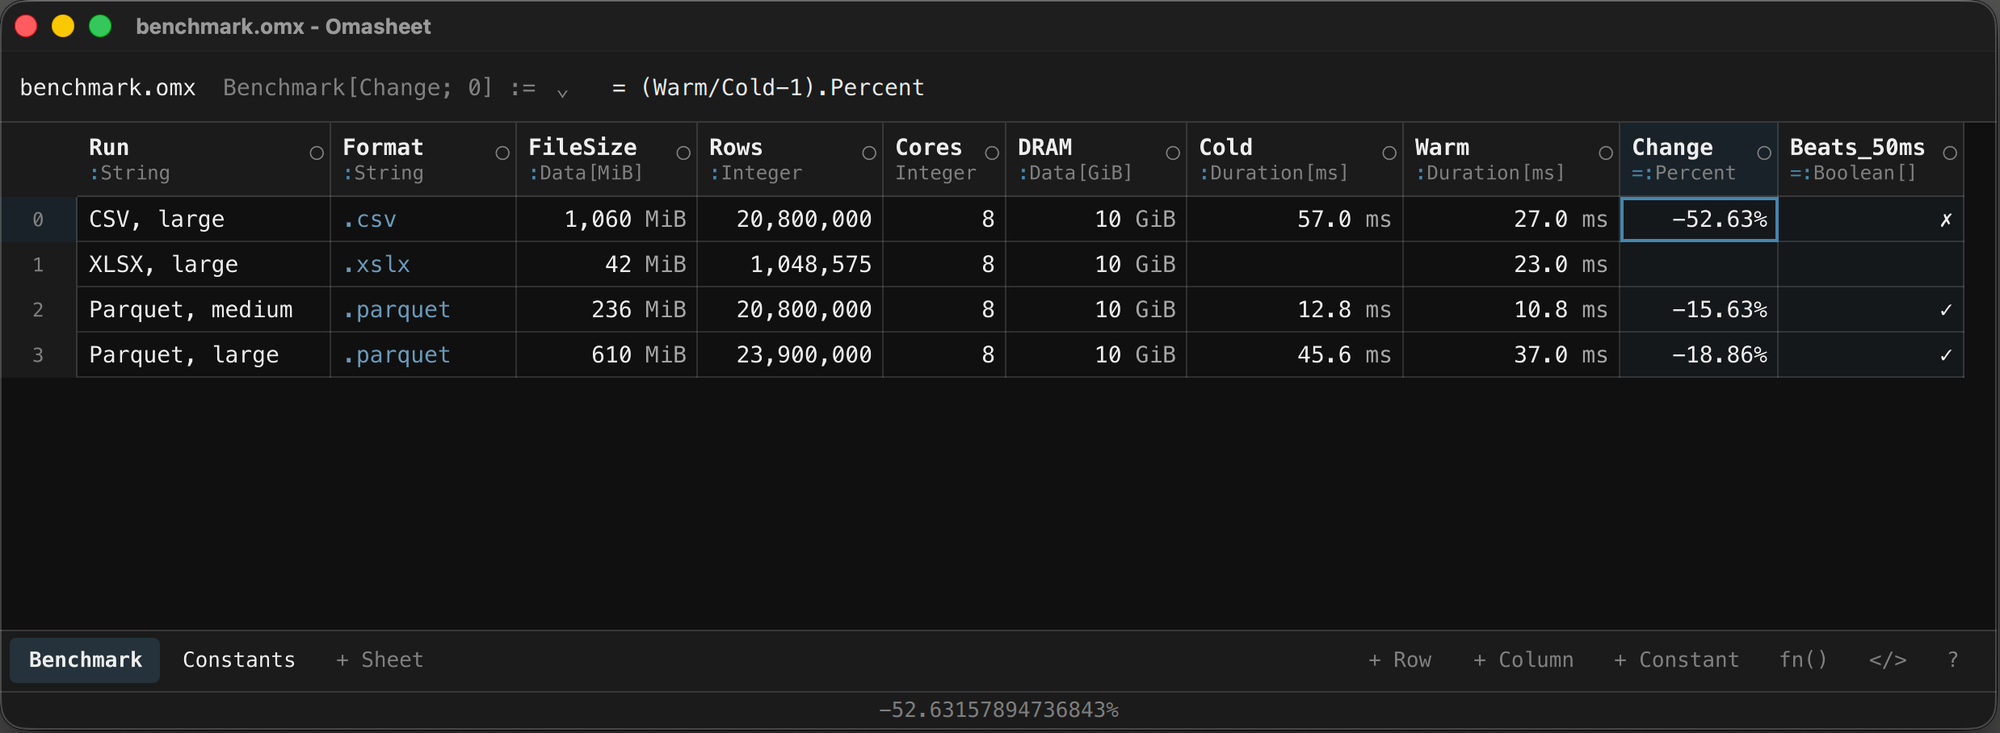 benchmark.omx - Omasheet
benchmark.omx Benchmark[Change; 0] := ⌄ = (Warm/Cold−1).Percent
Run Format FileSize Rows Cores DRAM Cold Warm Change Beats_50ms
:String :String :Data[MiB] :Integer Integer :Data[GiB] :Duration[ms] :Duration[ms] =:Percent =:Boolean[]
0 CSV, large .csv 1,060 MiB 20,800,000 8 10 GiB 57.0 ms 27.0 ms −52.63% ✗
1 XLSX, large .xslx 42 MiB 1,048,575 8 10 GiB 23.0 ms
2 Parquet, medium .parquet 236 MiB 20,800,000 8 10 GiB 12.8 ms 10.8 ms −15.63% ✓
3 Parquet, large .parquet 610 MiB 23,900,000 8 10 GiB 45.6 ms 37.0 ms −18.86% ✓
Benchmark Constants + Sheet + Row + Column + Constant fn() </> ?
−52.63157894736843%